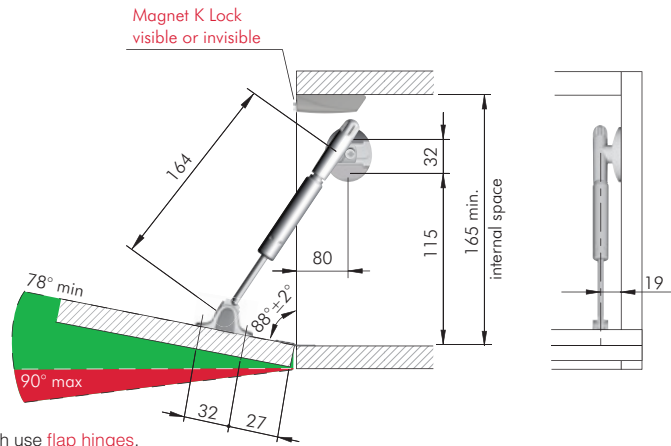 Magnet K Lock
visible or invisible
164
32
165 min.
internal space
115
80
19
78° min
88°±2°
90° max
32
27
h use flap hinges.